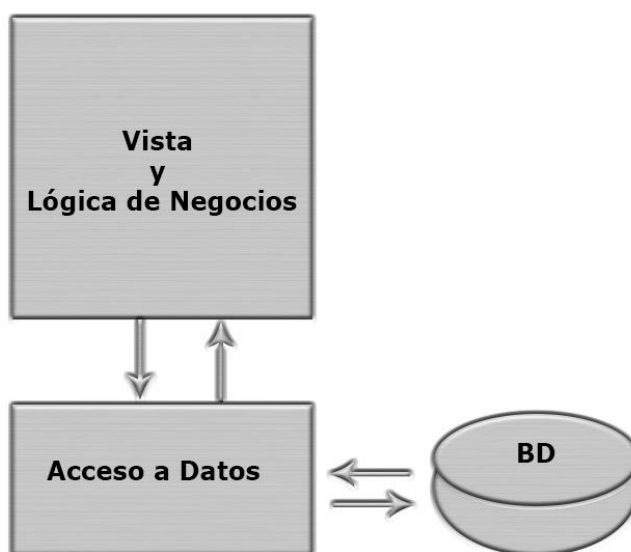 Vista
y
Lógica de Negocios
Acceso a Datos
BD